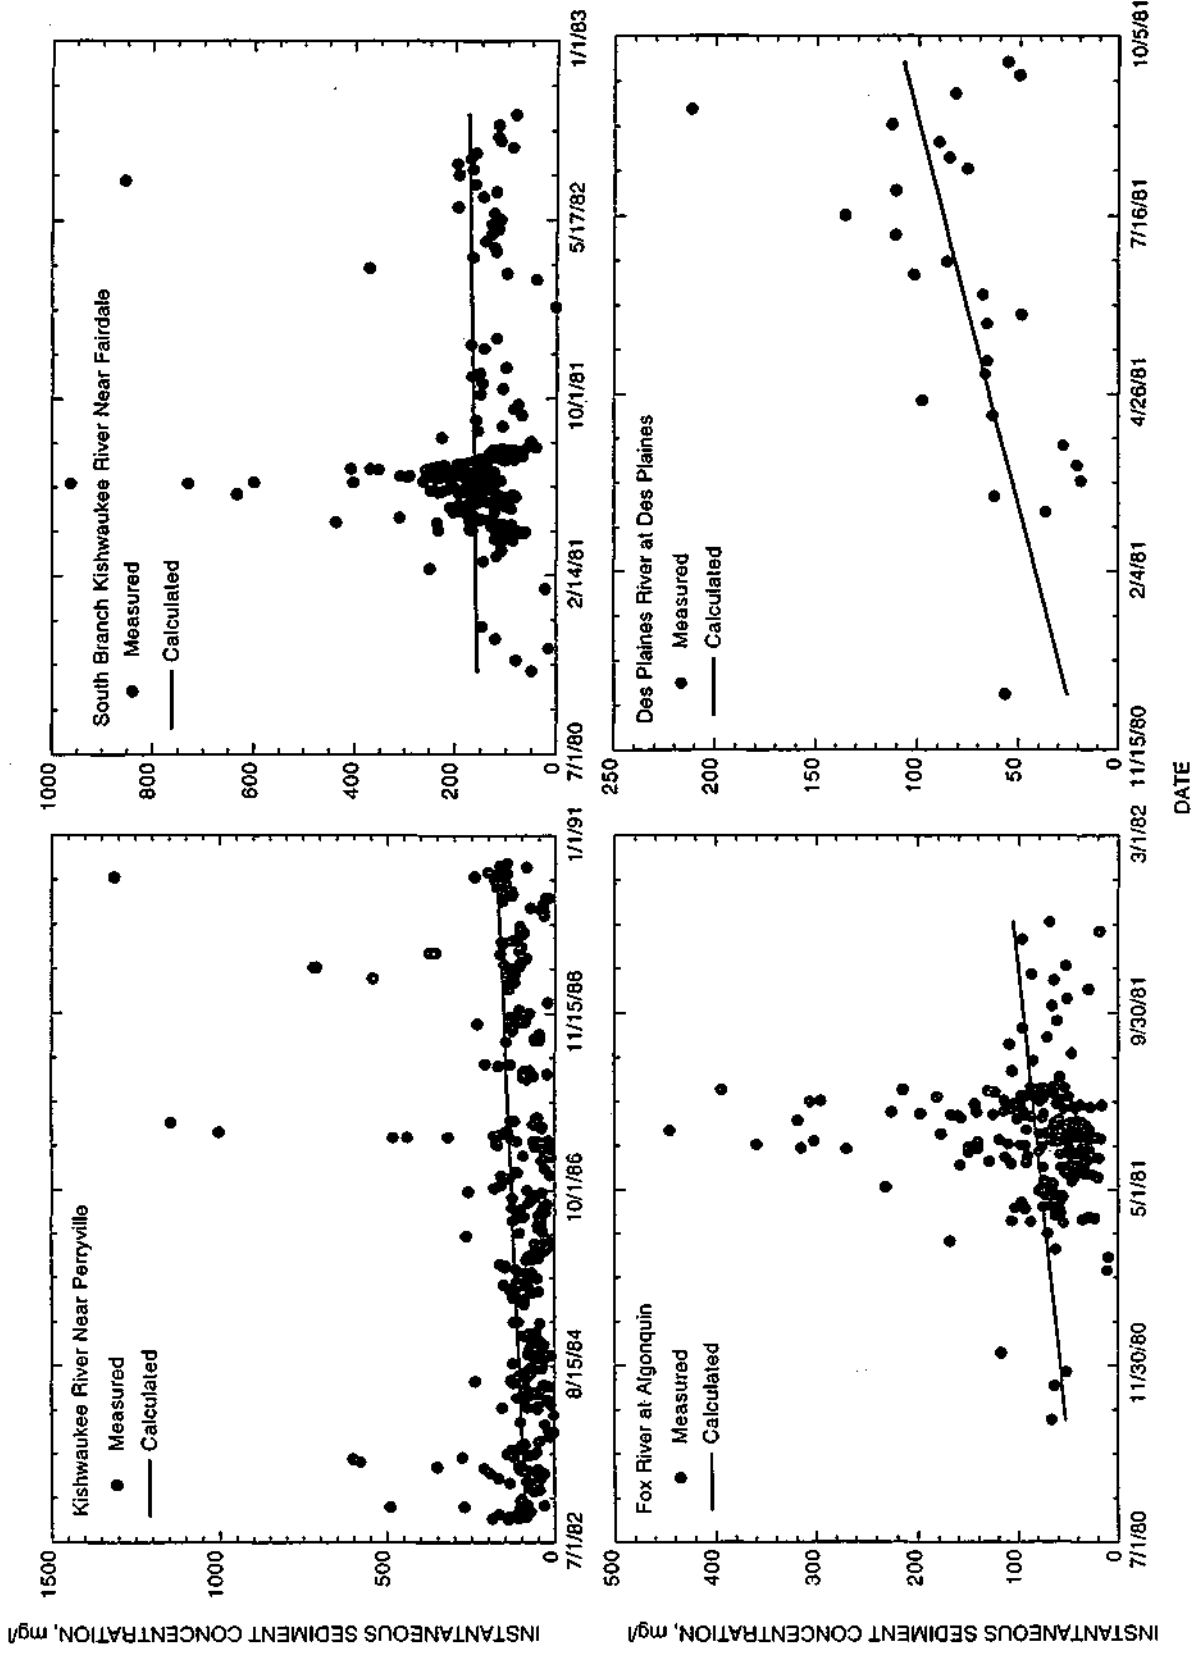 INSTANTANEOUS SEDIMENT CONCENTRATION, mg/l
1500
1000
500
0
Kishwaukee River Near Perryville
Measured
Calculated
7/1/82
8/15/84
10/1/86
11/15/88
1/1/91
1000
800
600
400
200
0
South Branch Kishwaukee River Near Fairdale
Measured
Calculated
7/1/80
2/14/81
10/1/81
5/17/82
1/1/83
INSTANTANEOUS SEDIMENT CONCENTRATION, mg/l
500
400
300
200
100
0
Fox River at Algonquin
Measured
Calculated
7/1/80
11/30/80
5/1/81
9/30/81
3/1/82
250
200
150
100
50
0
Des Plaines River at Des Plaines
Measured
Calculated
11/15/80
2/4/81
4/26/81
7/16/81
10/5/81
DATE